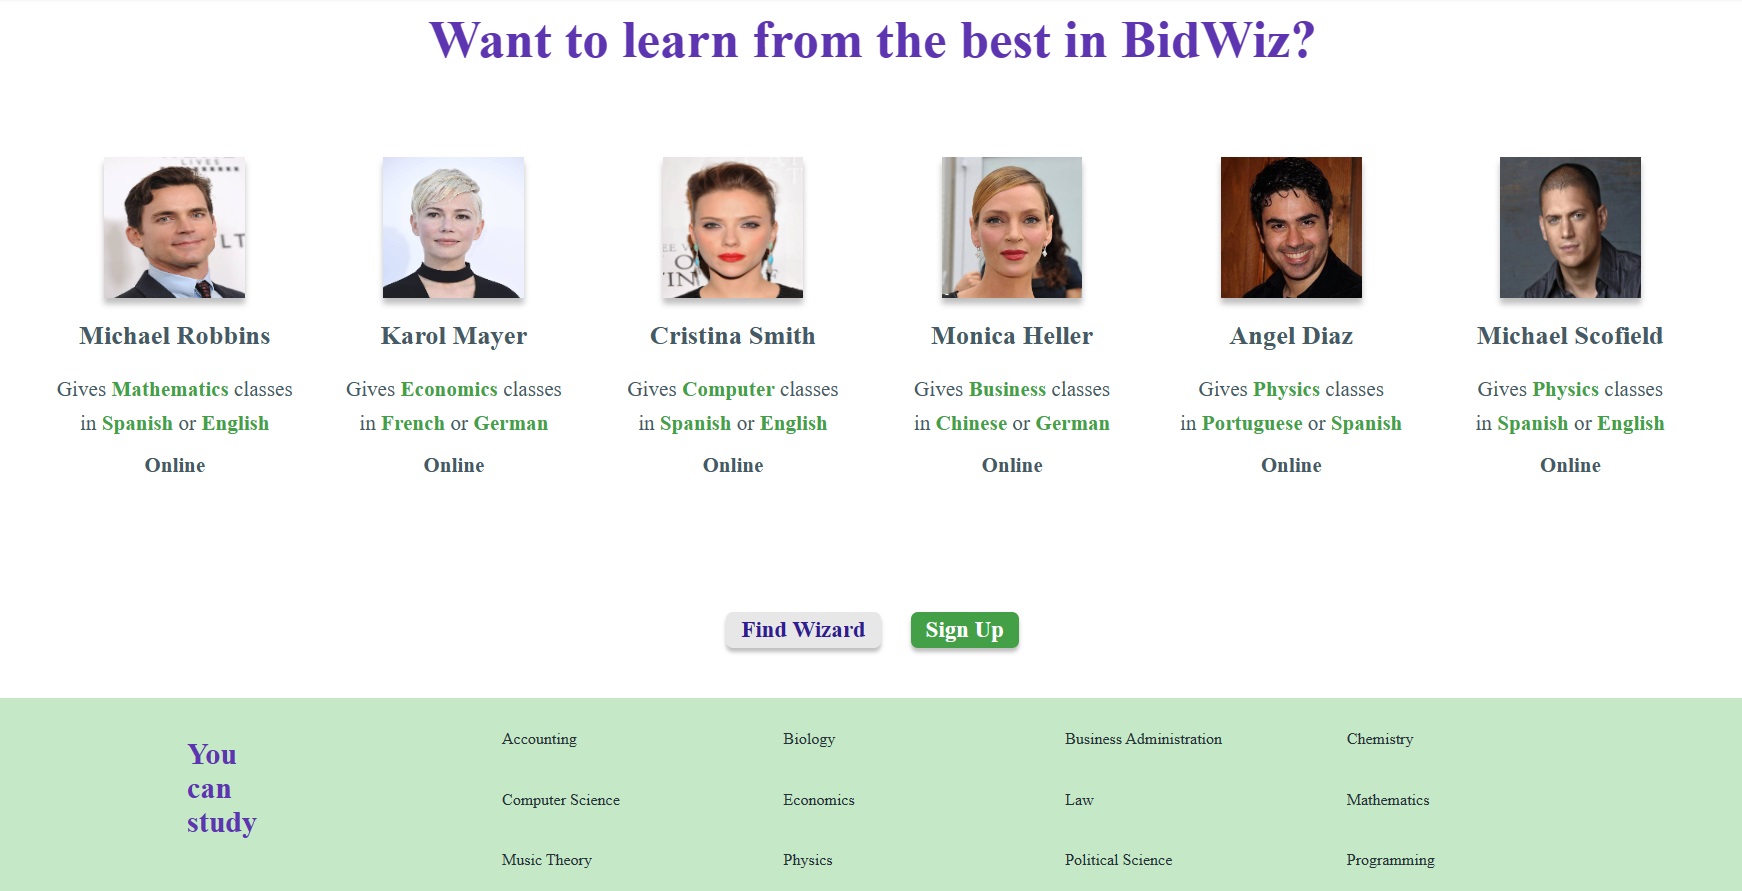 Want to learn from the best in BidWiz?
Michael Robbins
Gives Mathematics classes
in Spanish or English
Online
Karol Mayer
Gives Economics classes
in French or German
Online
Cristina Smith
Gives Computer classes
in Spanish or English
Online
Monica Heller
Gives Business classes
in Chinese or German
Online
Angel Diaz
Gives Physics classes
in Portuguese or Spanish
Online
Michael Scofield
Gives Physics classes
in Spanish or English
Online
Find Wizard
Sign Up
You
can
study
Accounting
Biology
Business Administration
Chemistry
Computer Science
Economics
Law
Mathematics
Music Theory
Physics
Political Science
Programming